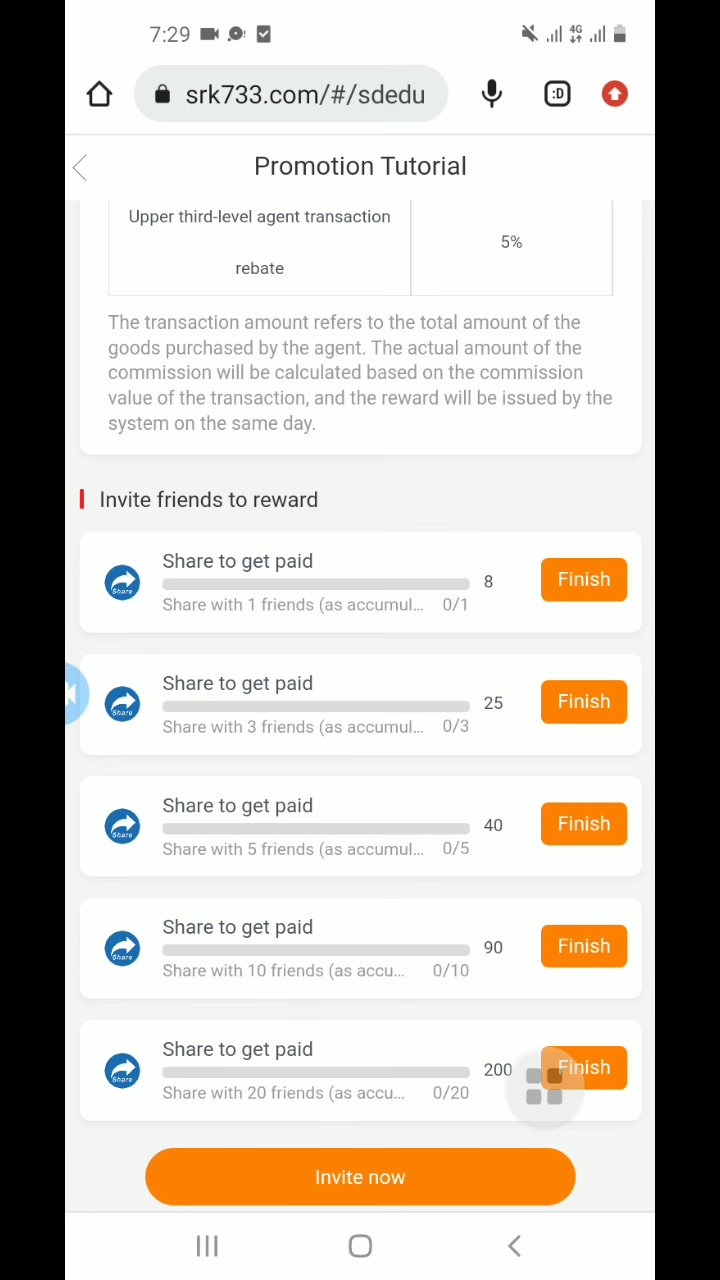 7:29
4G
srk733.com/#/sdedu
:D
Promotion Tutorial
Upper third-level agent transaction
rebate
5%
The transaction amount refers to the total amount of the
goods purchased by the agent. The actual amount of the
commission will be calculated based on the commission
value of the transaction, and the reward will be issued by the
system on the same day.
Invite friends to reward
Share to get paid
8
Finish
Share
Share with 1 friends (as accumul... 0/1
Share to get paid
25
Finish
Share
Share with 3 friends (as accumul... 0/3
Share to get paid
40
Finish
Share
Share with 5 friends (as accumul... 0/5
Share to get paid
90
Finish
Share
Share with 10 friends (as accu... 0/10
Share to get paid
200
Finish
Share
Share with 20 friends (as accu... 0/20
Invite now